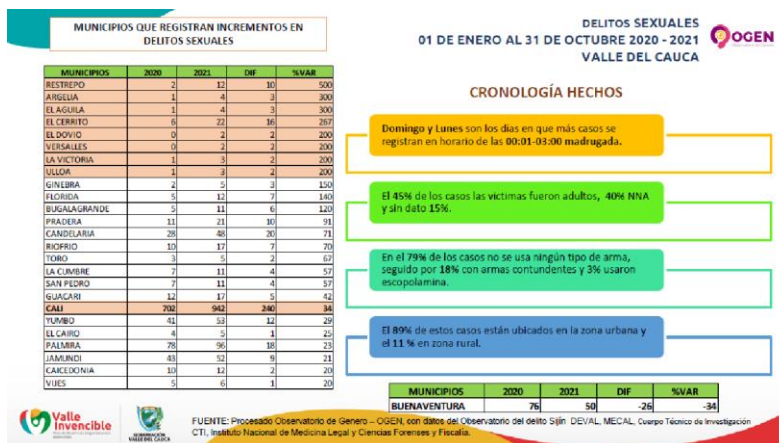 MUNICIPIOS QUE REGISTRAN INCREMENTOS EN
DELITOS SEXUALES
DELITOS SEXUALES
01 DE ENERO AL 31 DE OCTUBRE 2020 - 2021
VALLE DEL CAUCA
OGEN
MUNICIPIOS 2020 2021 DIF %VAR
RESTREPO 2 12 10 500
ARGELIA 1 4 3 300
EL AGUILA 1 4 3 300
EL CERRITO 6 22 16 267
EL DOVIO 0 2 2 200
VERSALLES 0 2 2 200
LA VICTORIA 1 3 2 200
ULLOA 1 3 2 200
GINEBRA 2 5 3 150
FLORIDA 5 12 7 140
BUGALAGRANDE 5 11 6 120
PRADERA 11 21 10 91
CANDELARIA 28 48 20 71
RIOFRIO 10 17 7 70
TORO 3 5 2 67
LA CUMBRE 7 11 4 57
SAN PEDRO 7 11 4 57
GUACARI 12 17 5 42
CALI 702 942 240 34
YUMBO 41 53 12 29
EL CAIRO 4 5 1 25
PALMIRA 78 96 18 23
JAMUNDI 43 52 9 21
CAICEDONIA 10 12 2 20
VIJES 5 6 1 20
CRONOLOGÍA HECHOS
Domingo y Lunes son los días en que más casos se
registran en horario de las 00:01-03:00 madrugada.
El 45% de los casos las victimas fueron adultos, 40% NNA
y sin dato 15%.
En el 79% de los casos no se usa ningún tipo de arma,
seguido por 18% con armas contundentes y 3% usaron
escopolamina.
El 89% de estos casos están ubicados en la zona urbana y
el 11 % en zona rural.
MUNICIPIOS 2020 2021 DIF %VAR
BUENAVENTURA 76 50 -26 -34
Valle
Invencible
GOBERNACIÓN
VALLE DEL CAUCA
FUENTE: Procesado Observatorio de Genero – OGEN, con datos del Observatorio del delito Sijín DEVAL, MECAL, Cuerpo Técnico de Investigación
CTI, Instituto Nacional de Medicina Legal y Ciencias Forenses y Fiscalía.